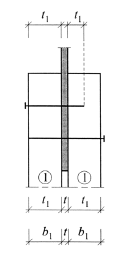 t₁ t₁
① ①
t₁ t t₁
b₁ t b₁